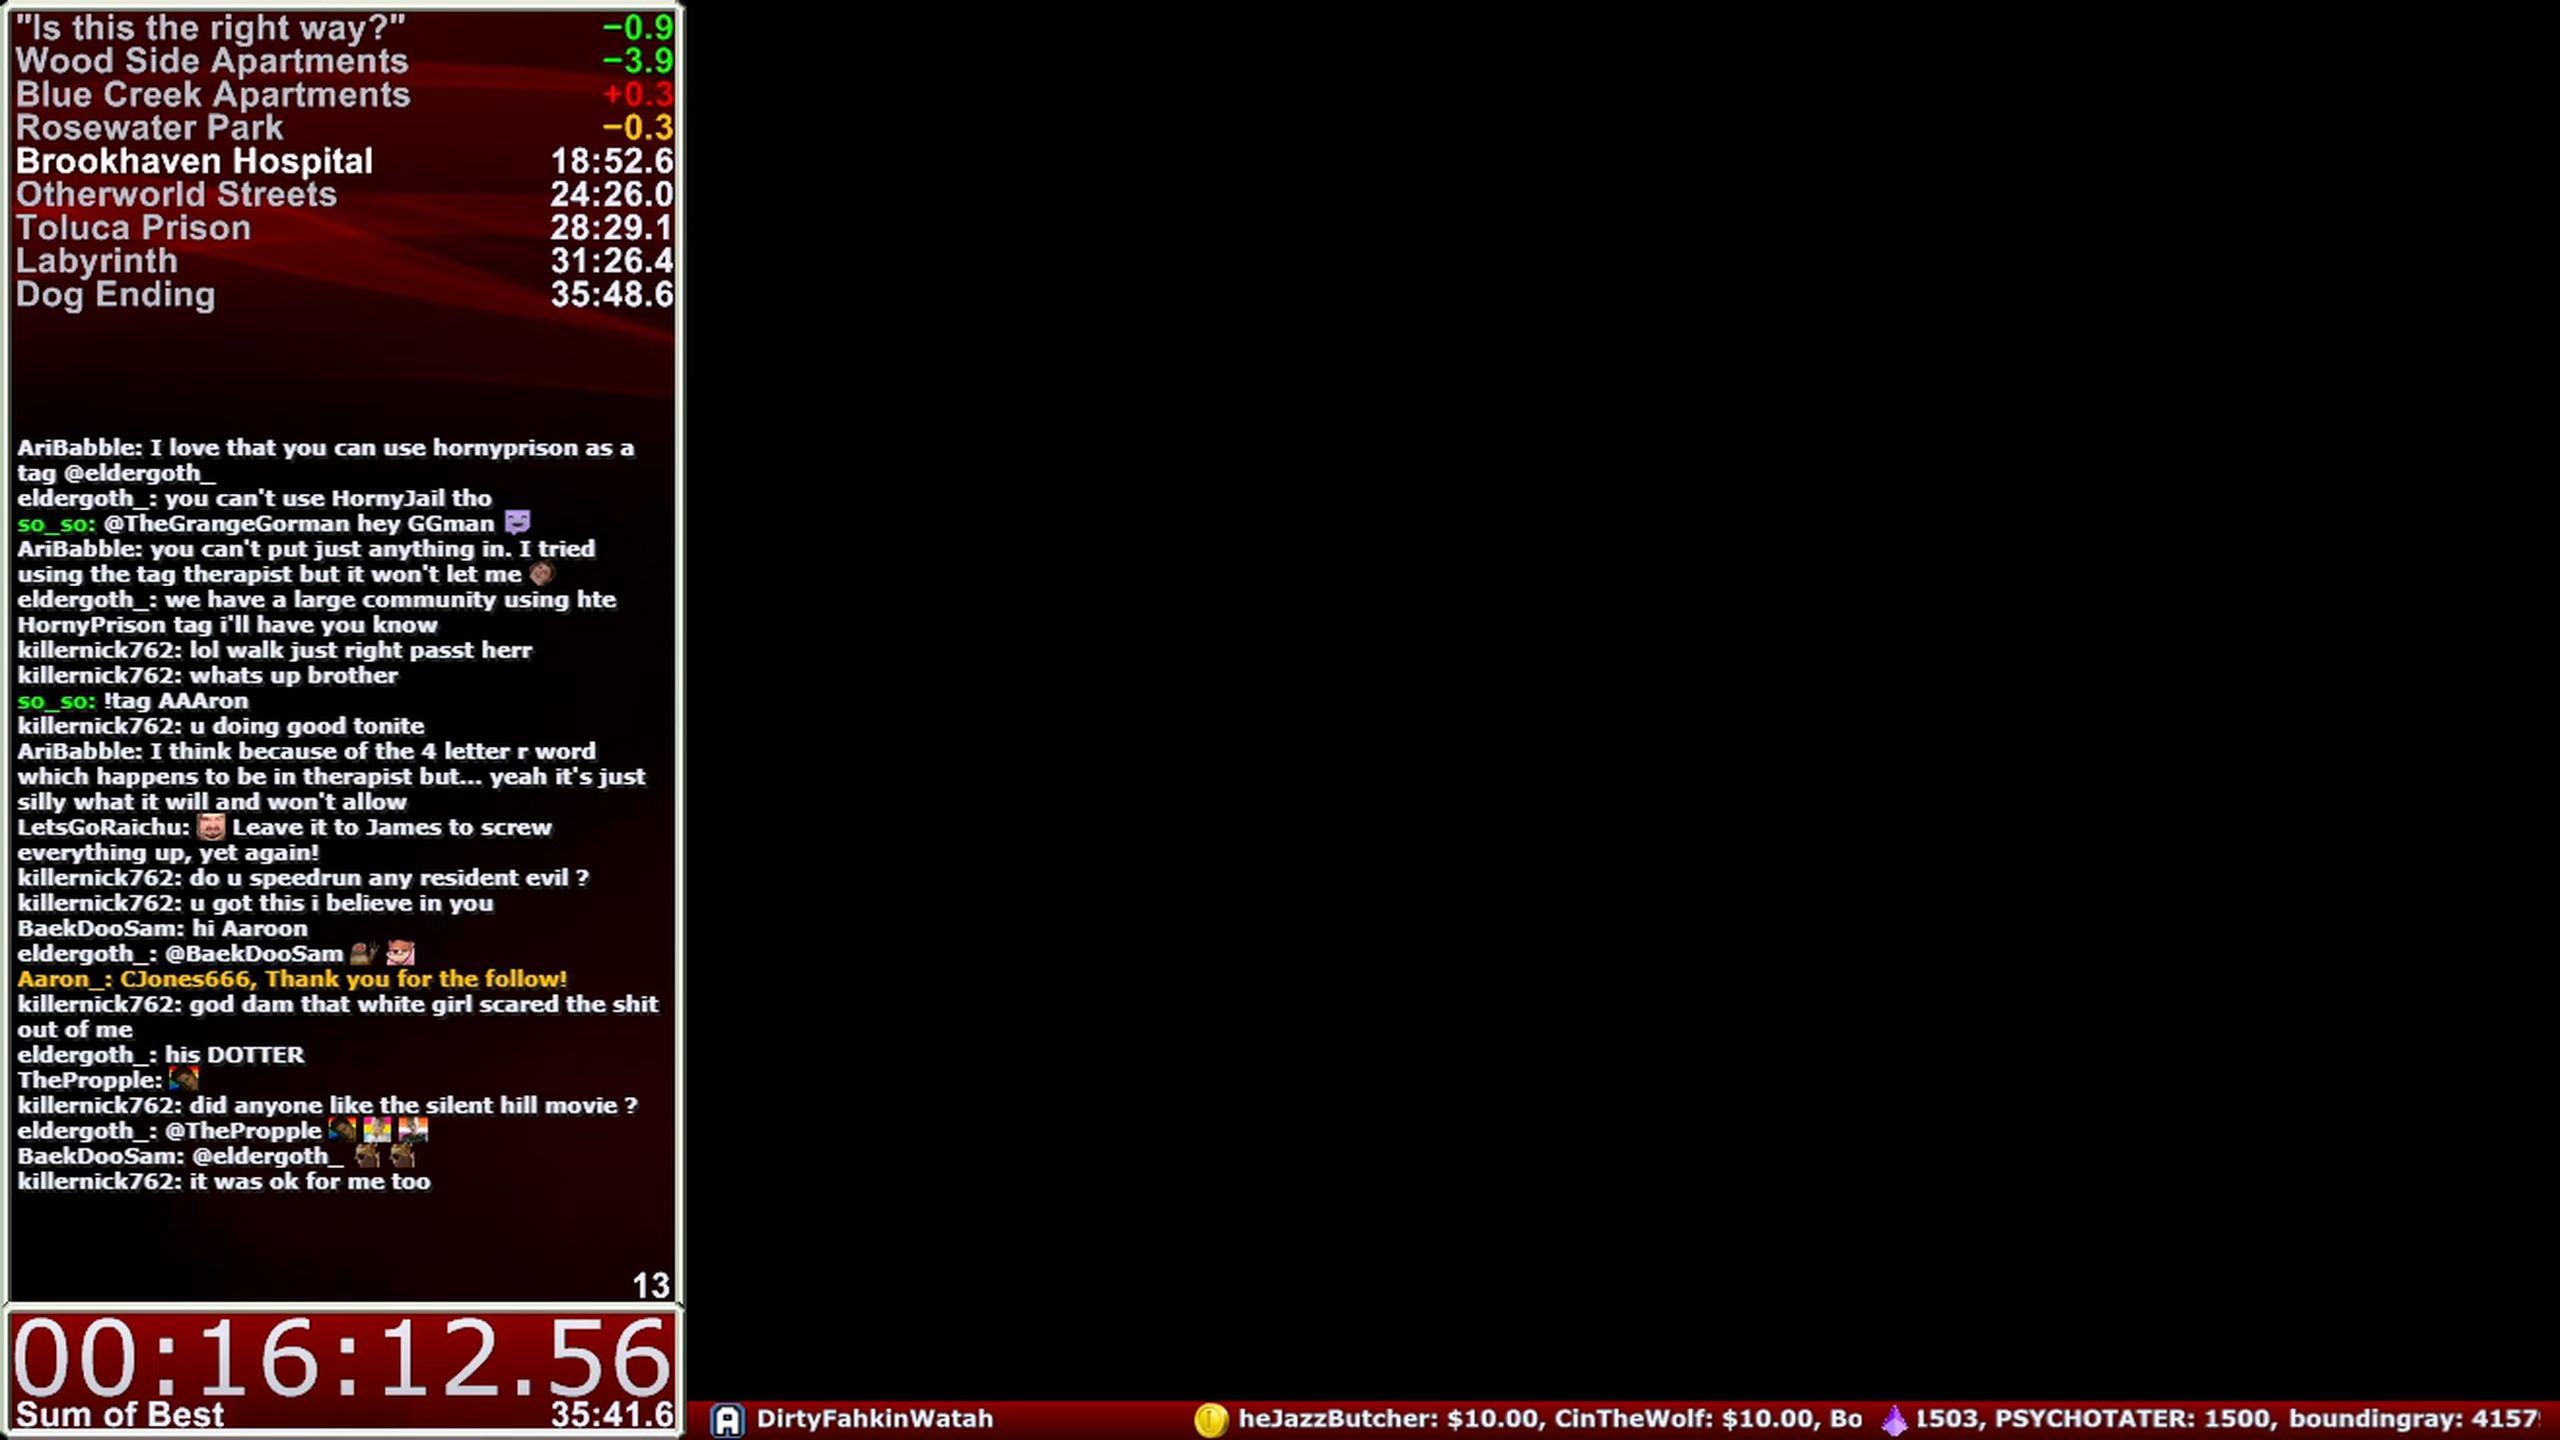 "Is this the right way?" −0.9
Wood Side Apartments −3.9
Blue Creek Apartments +0.3
Rosewater Park −0.3
Brookhaven Hospital 18:52.6
Otherworld Streets 24:26.0
Toluca Prison 28:29.1
Labyrinth 31:26.4
Dog Ending 35:48.6
AriBabble: I love that you can use hornyprison as a
tag @eldergoth_
eldergoth_: you can't use HornyJail tho
so_so: @TheGrangeGorman hey GGman
AriBabble: you can't put just anything in. I tried
using the tag therapist but it won't let me
eldergoth_: we have a large community using hte
HornyPrison tag i'll have you know
killernick762: lol walk just right passt herr
killernick762: whats up brother
so_so: !tag AAAron
killernick762: u doing good tonite
AriBabble: I think because of the 4 letter r word
which happens to be in therapist but... yeah it's just
silly what it will and won't allow
LetsGoRaichu: Leave it to James to screw
everything up, yet again!
killernick762: do u speedrun any resident evil ?
killernick762: u got this i believe in you
BaekDooSam: hi Aaroon
eldergoth_: @BaekDooSam
Aaron_: CJones666, Thank you for the follow!
killernick762: god dam that white girl scared the shit
out of me
eldergoth_: his DOTTER
ThePropple:
killernick762: did anyone like the silent hill movie ?
eldergoth_: @ThePropple
BaekDooSam: @eldergoth_
killernick762: it was ok for me too
13
00:16:12.56
Sum of Best 35:41.6
A DirtyFahkinWatah heJazzButcher: $10.00, CinTheWolf: $10.00, Bo 1503, PSYCHOTATER: 1500, boundingray: 4157